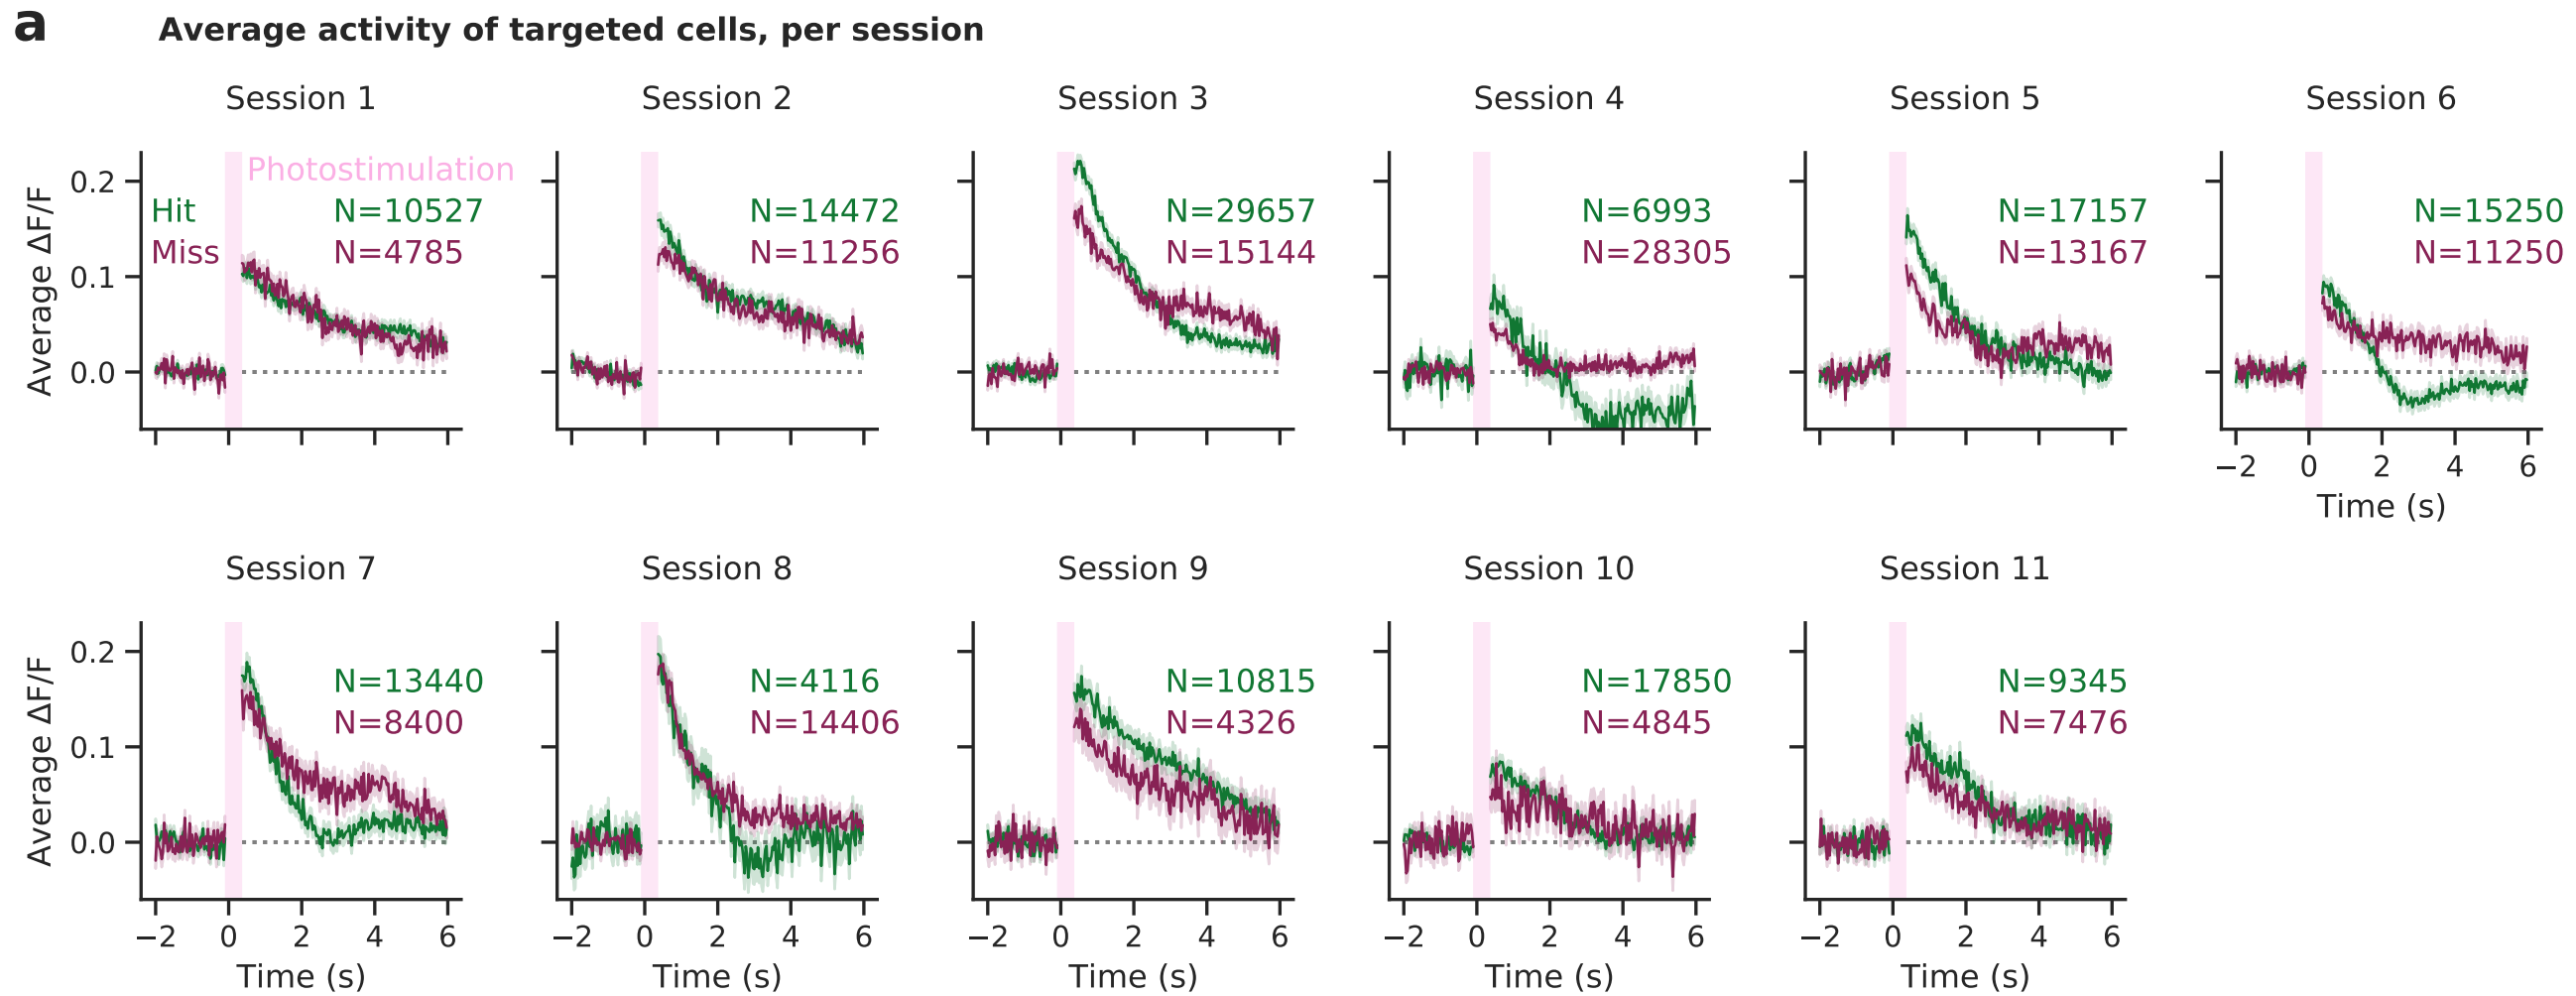 a
Average activity of targeted cells, per session
Session 1
Session 2
Session 3
Session 4
Session 5
Session 6
Average ΔF/F
0.2
0.1
0.0
Photostimulation
Hit
Miss
N=10527
N=4785
N=14472
N=11256
N=29657
N=15144
N=6993
N=28305
N=17157
N=13167
N=15250
N=11250
−2 0 2 4 6
Time (s)
Session 7
Session 8
Session 9
Session 10
Session 11
Average ΔF/F
0.2
0.1
0.0
N=13440
N=8400
N=4116
N=14406
N=10815
N=4326
N=17850
N=4845
N=9345
N=7476
−2 0 2 4 6
Time (s)
−2 0 2 4 6
Time (s)
−2 0 2 4 6
Time (s)
−2 0 2 4 6
Time (s)
−2 0 2 4 6
Time (s)